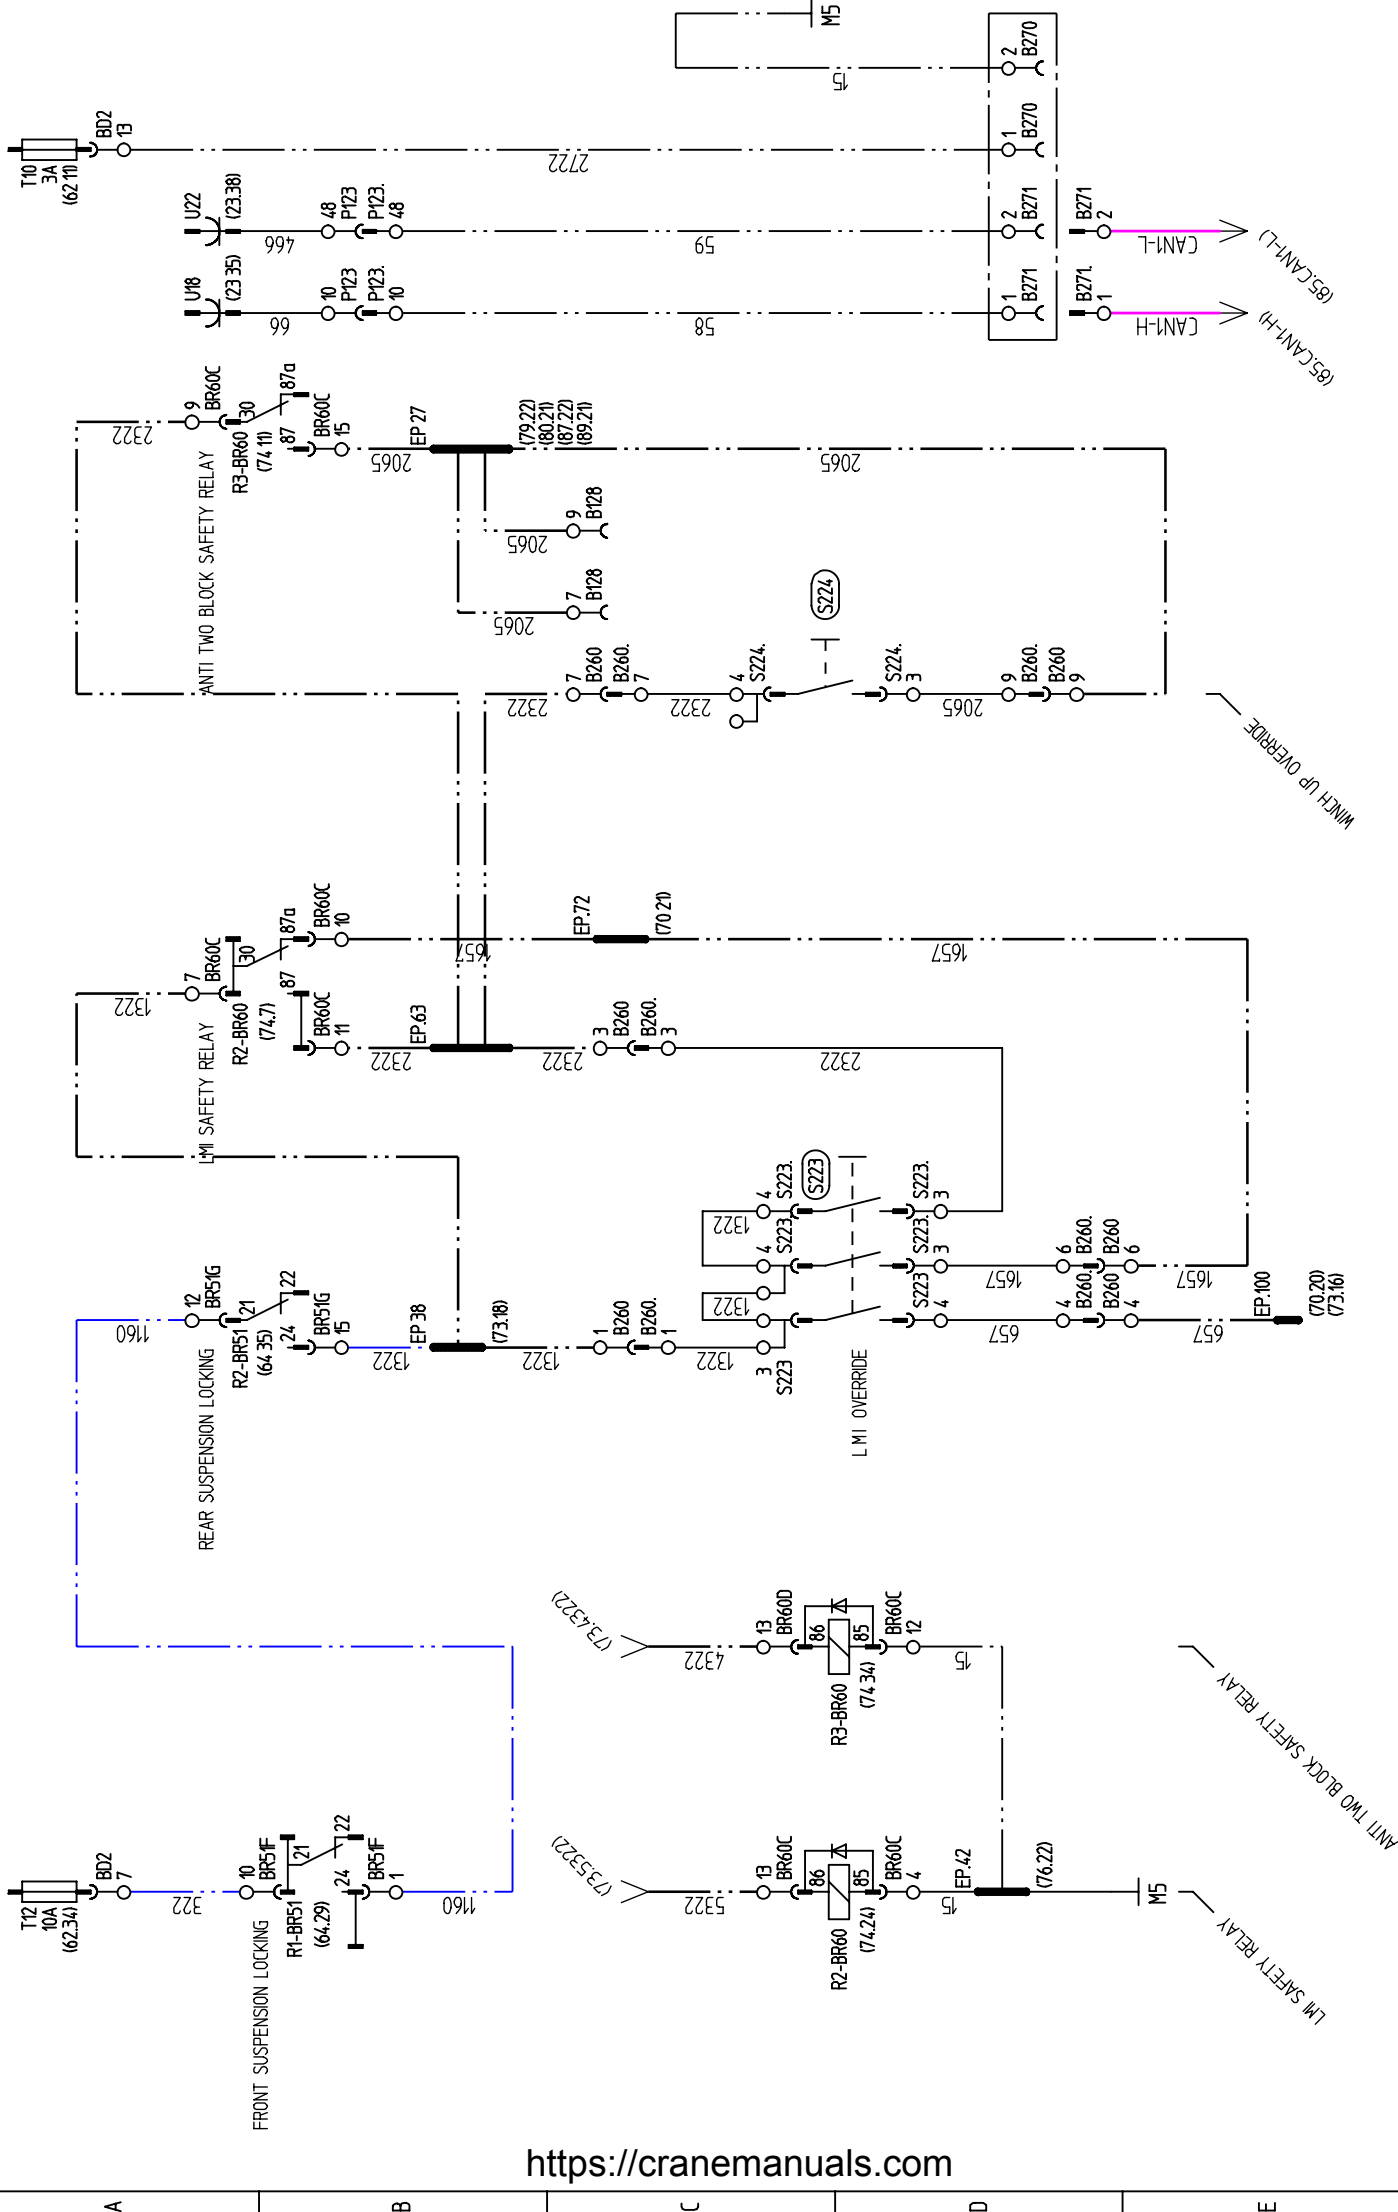 T10
3A
(62 11)
BD2
13
2722
U22
(23.38)
466
48
P123
P123.
48
59
U18
(23 35)
66
10
P123
P123.
10
58
15
M5
2
B270
1
B270
2
B271
1
B271
B271
2
CAN1-L
(85.CAN1-L)
B271.
1
CAN1-H
(85.CAN1-H)
2322
9
BR60C
30
87a
R3-BR60
(74 11)
87
BR60C
15
2065
EP 27
(79.22)
(80.21)
(87.22)
(89.21)
2065
ANTI TWO BLOCK SAFETY RELAY
2065
9
B128
2065
7
B128
2322
7
B260
B260.
7
2322
4
S224.
S224
S224.
3
2065
9
B260.
B260
9
WINCH UP OVERRIDE
1322
7
BR60C
30
87a
BR60C
10
R2-BR60
(74.7)
87
BR60C
11
LMI SAFETY RELAY
1657
EP.72
(70 21)
1657
2322
EP.63
2322
3
B260
B260.
3
2322
1160
12
BR51G
21
22
R2-BR51
(64 35)
24
BR51G
15
REAR SUSPENSION LOCKING
1322
EP 38
(73.18)
1322
1
B260
B260.
1
1322
3
S223
1322
4
S223.
1322
4
S223.
S223
LMI OVERRIDE
S223.
3
S223.
3
S223
4
1657
6
B260.
B260
6
1657
657
4
B260.
B260
4
657
EP.100
(70.20)
(73.16)
T12
10A
(62.34)
BD2
7
322
10
BR51F
21
22
R1-BR51
(64.29)
24
BR51F
1
1160
FRONT SUSPENSION LOCKING
(73.4322)
4322
13
BR60D
86
85
R3-BR60
(74 34)
BR60C
12
15
ANTI TWO BLOCK SAFETY RELAY
(73.5322)
5322
13
BR60C
86
85
R2-BR60
(74.24)
BR60C
4
15
EP.42
(76.22)
M5
LMI SAFETY RELAY
https://cranemanuals.com
A
B
C
D
E